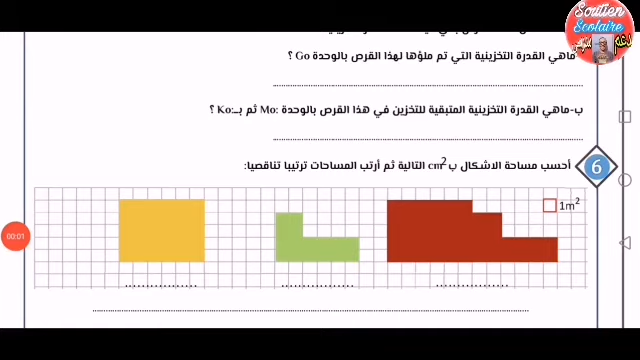 Soutien
Scolaire
ماهي القدرة التخزينية التي تم ملؤها لهذا القرص بالوحدة Go ؟
ب-ماهي القدرة التخزينية المتبقية للتخزين في هذا القرص بالوحدة Mo: ثم بـ:Ko ؟
6
أحسب مساحة الاشكال ب cm2 التالية ثم أرتب المساحات ترتيبا تناقصيا:
1m2
00:01